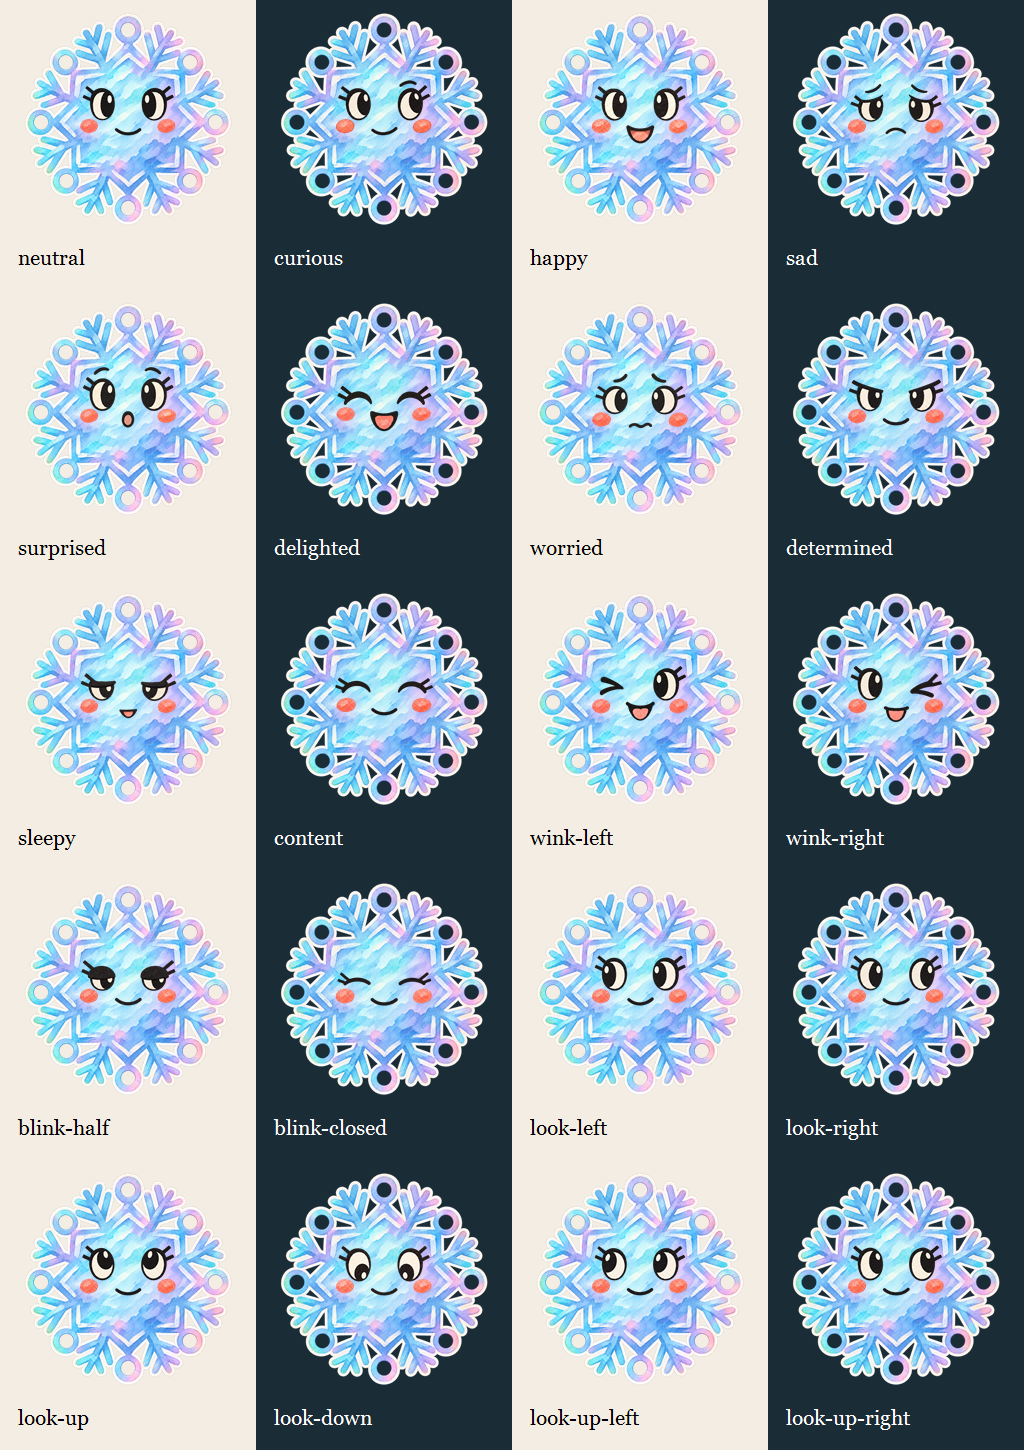 neutral
curious
happy
sad
surprised
delighted
worried
determined
sleepy
content
wink-left
wink-right
blink-half
blink-closed
look-left
look-right
look-up
look-down
look-up-left
look-up-right